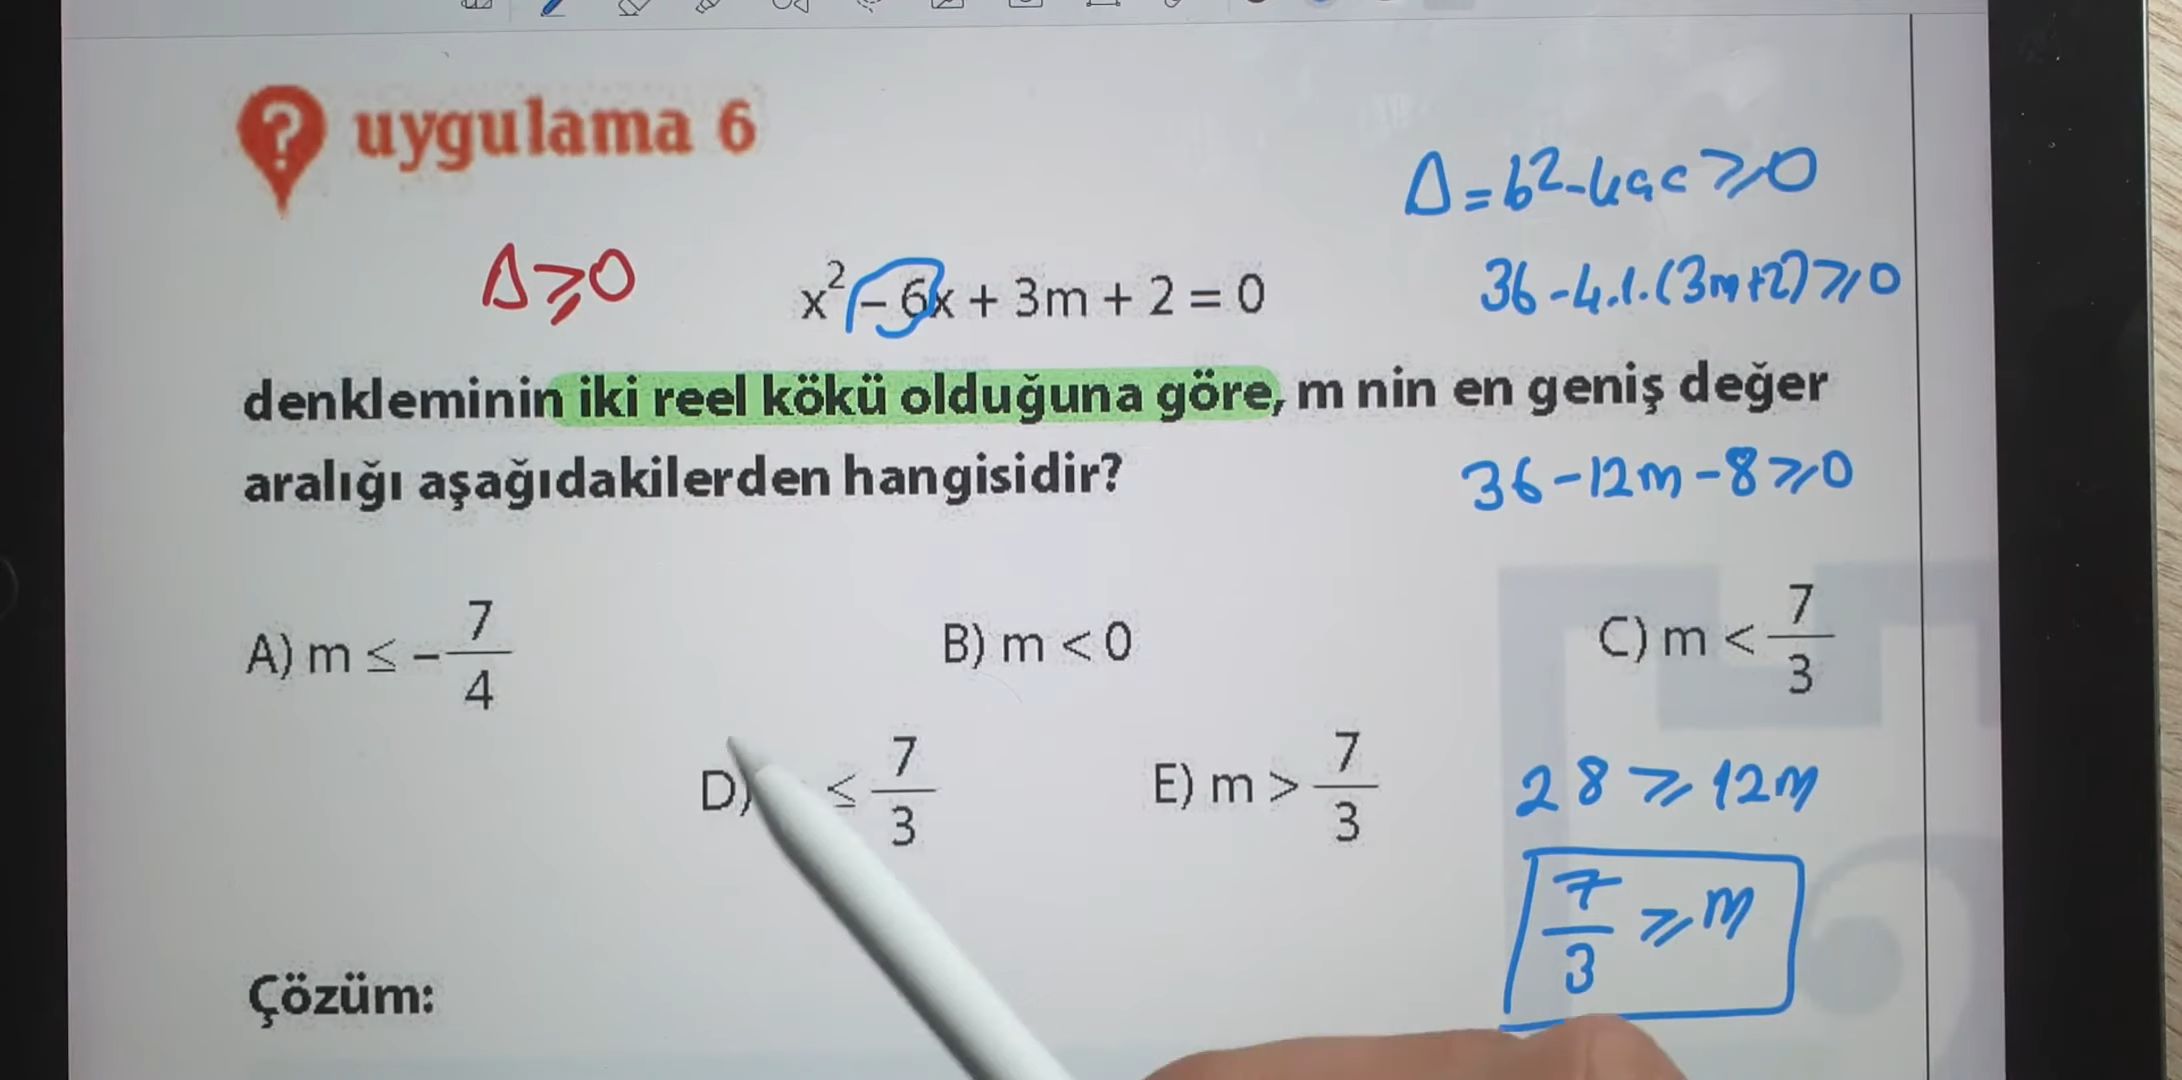 uygulama 6
Δ = b² - 4ac ≥ 0
Δ ≥ 0
x² - 6x + 3m + 2 = 0
36 - 4.1.(3m+2) ≥ 0
denkleminin iki reel kökü olduğuna göre, m nin en geniş değer
aralığı aşağıdakilerden hangisidir?
36 - 12m - 8 ≥ 0
A) m ≤ - 7/4
B) m < 0
C) m < 7/3
D) ≤ 7/3
E) m > 7/3
28 ≥ 12m
7/3 ≥ m
Çözüm: